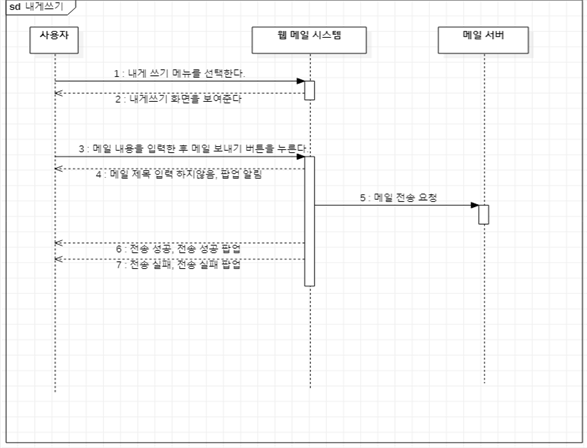 sd 내게쓰기
사용자
웹 메일 시스템
메일 서버
1 : 내게 쓰기 메뉴를 선택한다.
2 : 내게쓰기 화면을 보여준다
3 : 메일 내용을 입력한 후 메일 보내기 버튼을 누른다.
4 : 메일 제목 입력 하지않음, 팝업 알림
5 : 메일 전송 요청
6 : 전송 성공, 전송 성공 팝업
7 : 전송 실패, 전송 실패 팝업